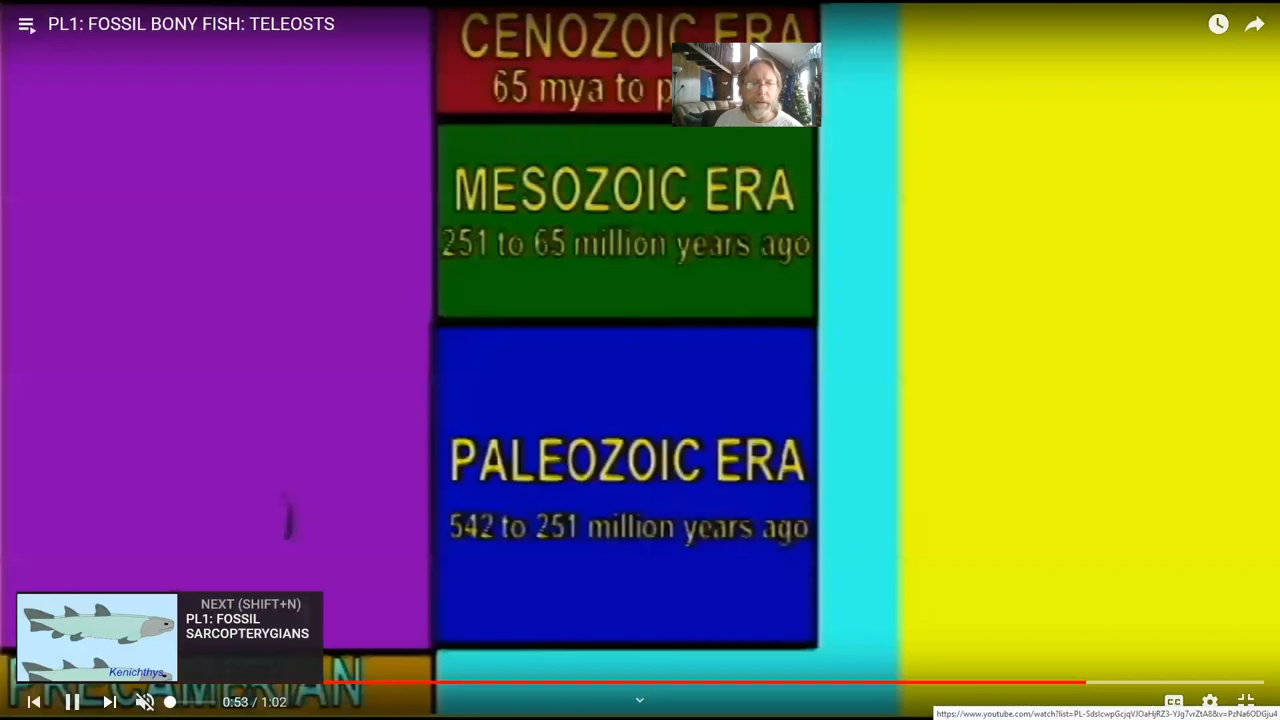 PL1: FOSSIL BONY FISH: TELEOSTS
CENOZOIC ERA
65 mya to p
MESOZOIC ERA
251 to 65 million years ago
PALEOZOIC ERA
542 to 251 million years ago
NEXT (SHIFT+N)
PL1: FOSSIL
SARCOPTERYGIANS
Kenichthys
PRECAMBRIAN
0:53 / 1:02